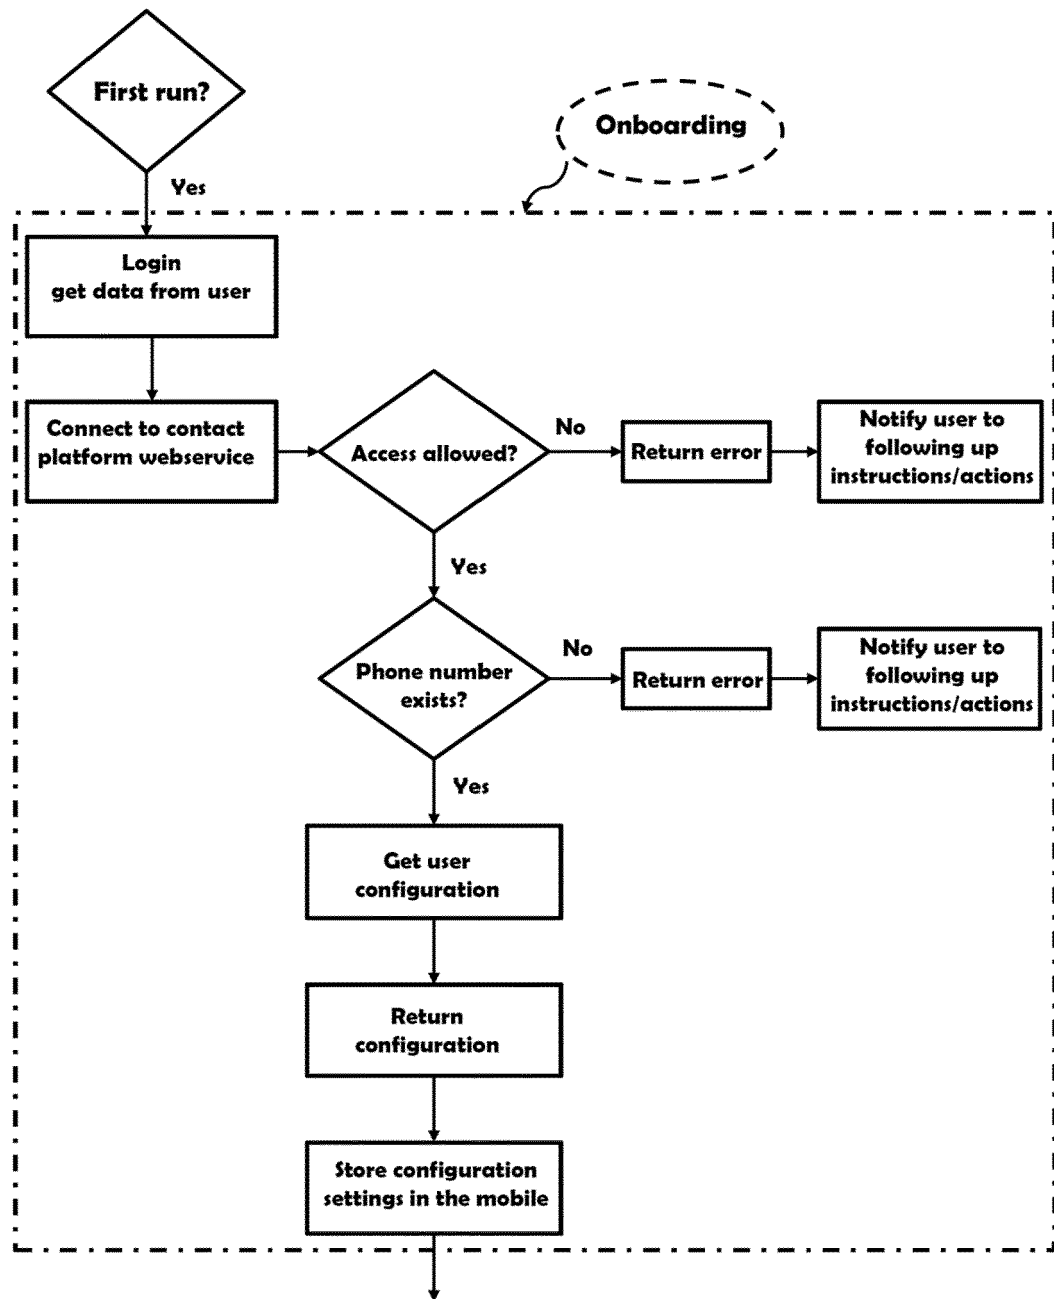 First run?
Onboarding
Yes
Login
get data from user
Connect to contact
platform webservice
Access allowed?
No
Return error
Notify user to
following up
instructions/actions
Yes
Phone number
exists?
No
Return error
Notify user to
following up
instructions/actions
Yes
Get user
configuration
Return
configuration
Store configuration
settings in the mobile